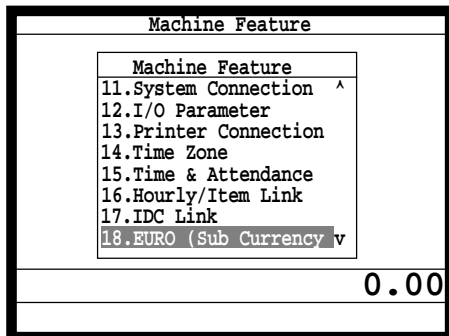 Machine Feature
Machine Feature
11.System Connection ^
12.I/O Parameter
13.Printer Connection
14.Time Zone
15.Time & Attendance
16.Hourly/Item Link
17.IDC Link
18.EURO (Sub Currency v
0.00